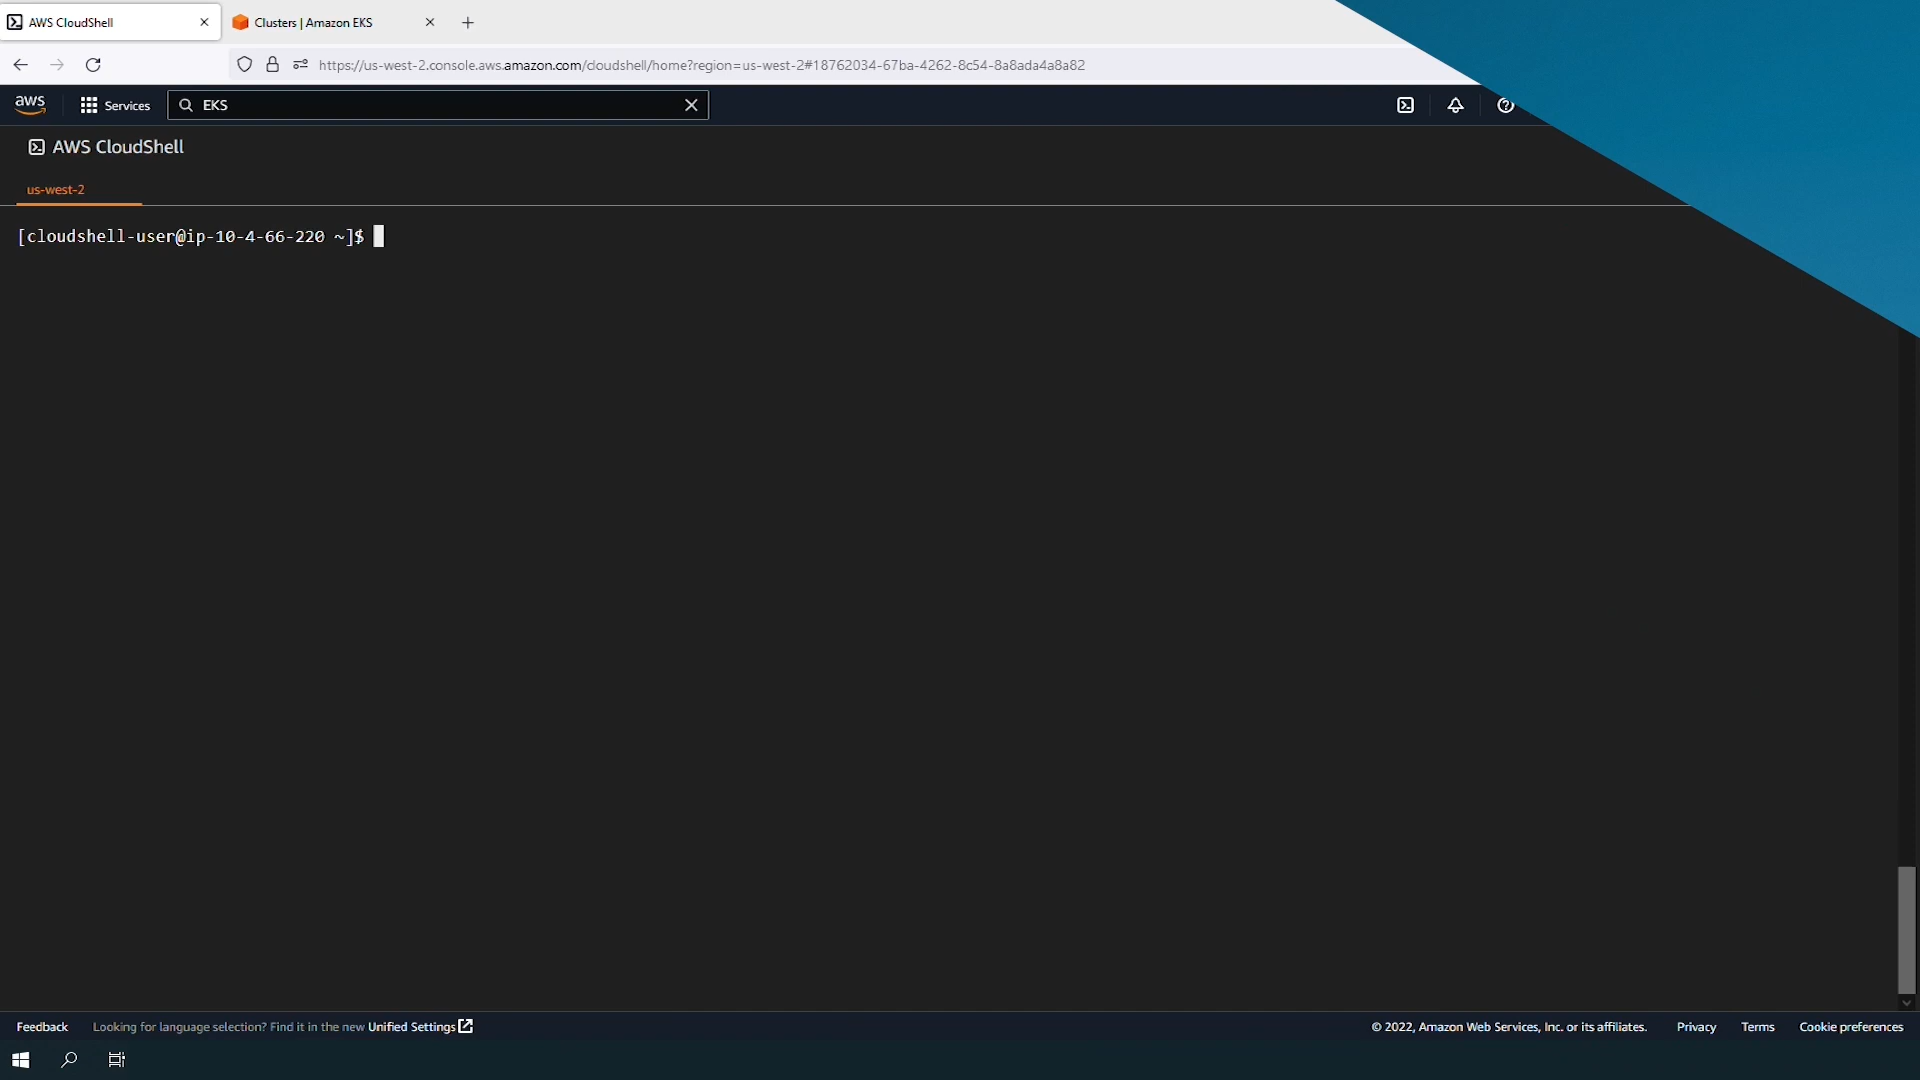 AWS CloudShell
Clusters | Amazon EKS
https://us-west-2.console.aws.amazon.com/cloudshell/home?region=us-west-2#18762034-67ba-4262-8c54-8a8ada4a8a82
aws
Services
EKS
AWS CloudShell
us-west-2
[cloudshell-user@ip-10-4-66-220 ~]$
Feedback
Looking for language selection? Find it in the new Unified Settings
© 2022, Amazon Web Services, Inc. or its affiliates.
Privacy
Terms
Cookie preferences